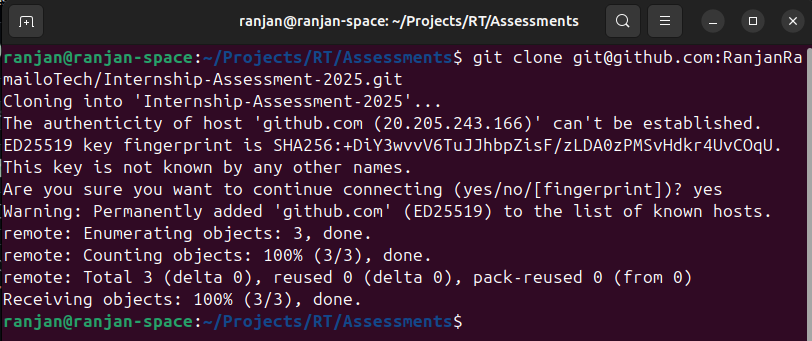 ranjan@ranjan-space: ~/Projects/RT/Assessments
ranjan@ranjan-space:~/Projects/RT/Assessments$ git clone git@github.com:RanjanRa
mailoTech/Internship-Assessment-2025.git
Cloning into 'Internship-Assessment-2025'...
The authenticity of host 'github.com (20.205.243.166)' can't be established.
ED25519 key fingerprint is SHA256:+DiY3wvvV6TuJJhbpZisF/zLDA0zPMSvHdkr4UvCOqU.
This key is not known by any other names.
Are you sure you want to continue connecting (yes/no/[fingerprint])? yes
Warning: Permanently added 'github.com' (ED25519) to the list of known hosts.
remote: Enumerating objects: 3, done.
remote: Counting objects: 100% (3/3), done.
remote: Total 3 (delta 0), reused 0 (delta 0), pack-reused 0 (from 0)
Receiving objects: 100% (3/3), done.
ranjan@ranjan-space:~/Projects/RT/Assessments$